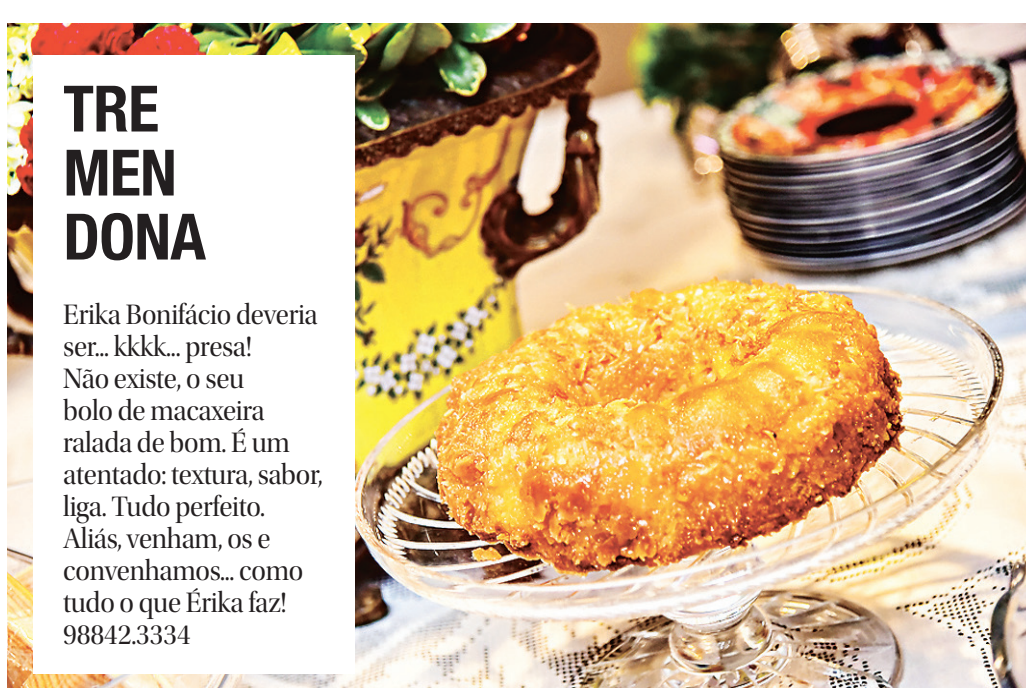 TRE
MEN
DONA
Erika Bonifácio deveria
ser... kkkk... presa!
Não existe, o seu
bolo de macaxeira
ralada de bom. É um
atentado: textura, sabor,
liga. Tudo perfeito.
Aliás, venham, os e
convenhamos... como
tudo o que Érika faz!
98842.3334